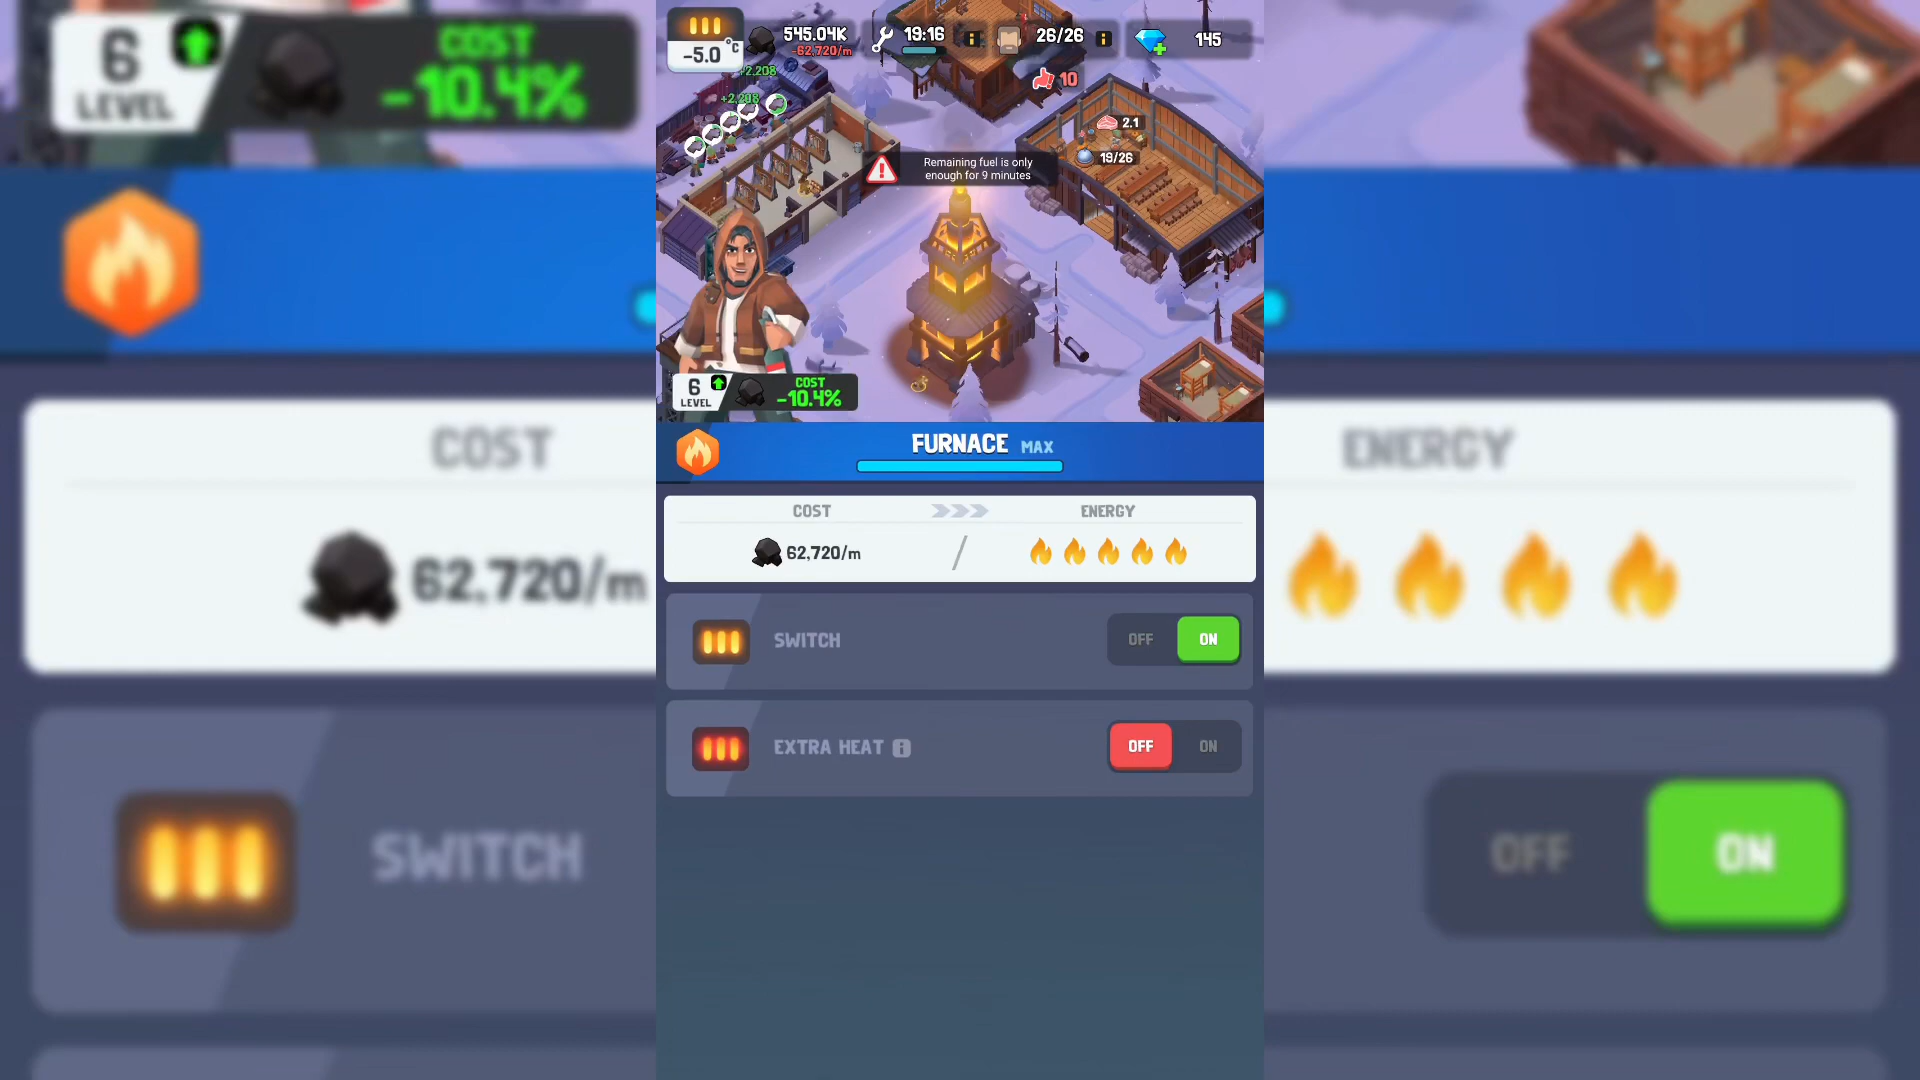 -5.0 °C
545.04K
-62,720/m
19:16
26/26
145
+2,208
+2,208
10
2.1
19/26
Remaining fuel is only
enough for 9 minutes
6
LEVEL
COST
-10.4%
FURNACE MAX
COST
ENERGY
62,720/m
/
SWITCH
OFF
ON
EXTRA HEAT i
OFF
ON
6
LEVEL
COST
-10.4%
COST
62,720/m
SWITCH
ENERGY
OFF
ON